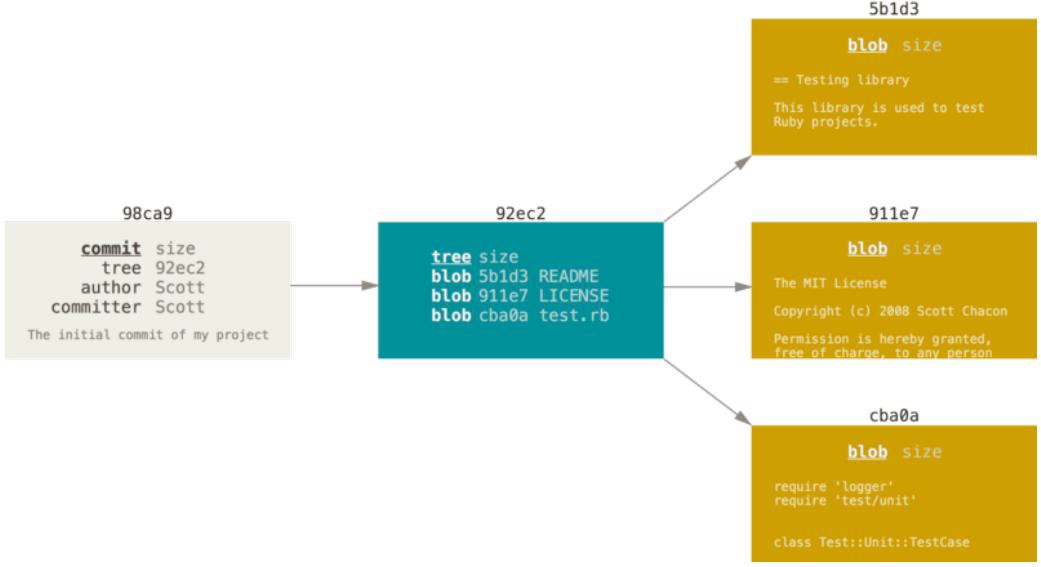 98ca9
commit size
tree 92ec2
author Scott
committer Scott
The initial commit of my project
92ec2
tree size
blob 5b1d3 README
blob 911e7 LICENSE
blob cba0a test.rb
5b1d3
blob size
== Testing library
This library is used to test
Ruby projects.
911e7
blob size
The MIT License
Copyright (c) 2008 Scott Chacon
Permission is hereby granted,
free of charge, to any person
cba0a
blob size
require 'logger'
require 'test/unit'
class Test::Unit::TestCase